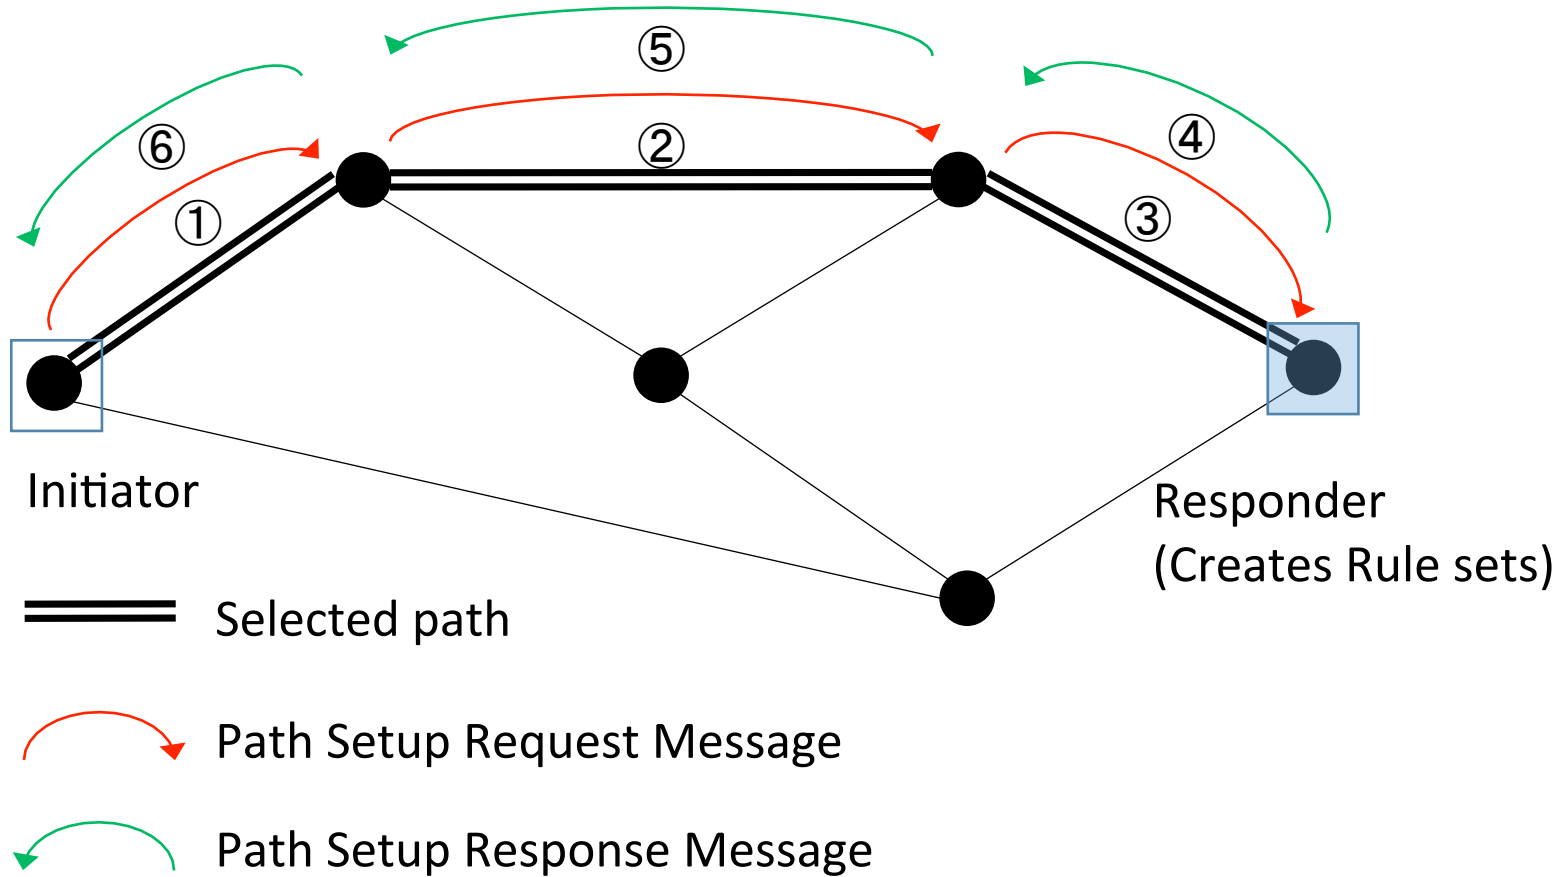 ⑤
⑥
②
④
①
③
Initiator
Responder
(Creates Rule sets)
Selected path
Path Setup Request Message
Path Setup Response Message